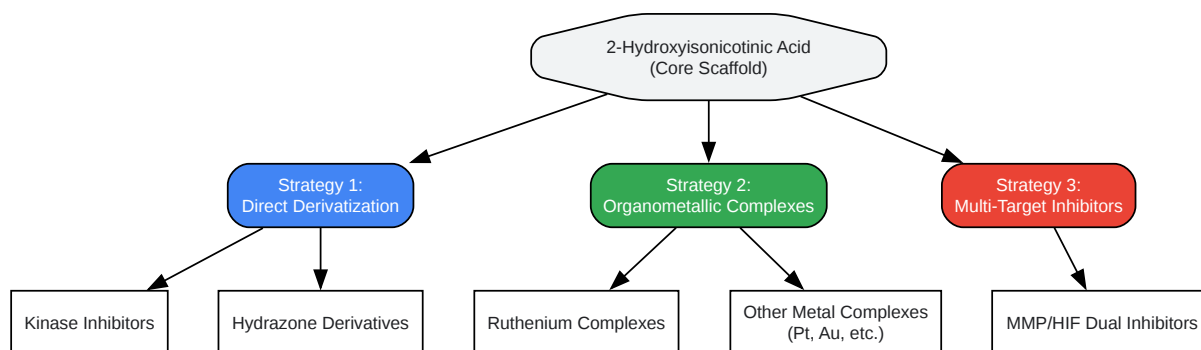 2-Hydroxyisonicotinic Acid
(Core Scaffold)
Strategy 1:
Direct Derivatization
Strategy 2:
Organometallic Complexes
Strategy 3:
Multi-Target Inhibitors
Kinase Inhibitors
Hydrazone Derivatives
Ruthenium Complexes
Other Metal Complexes
(Pt, Au, etc.)
MMP/HIF Dual Inhibitors